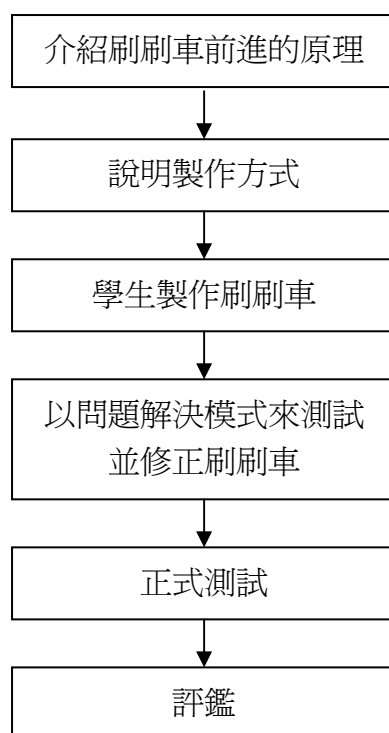 介紹刷刷車前進的原理
說明製作方式
學生製作刷刷車
以問題解決模式來測試
並修正刷刷車
正式測試
評鑑